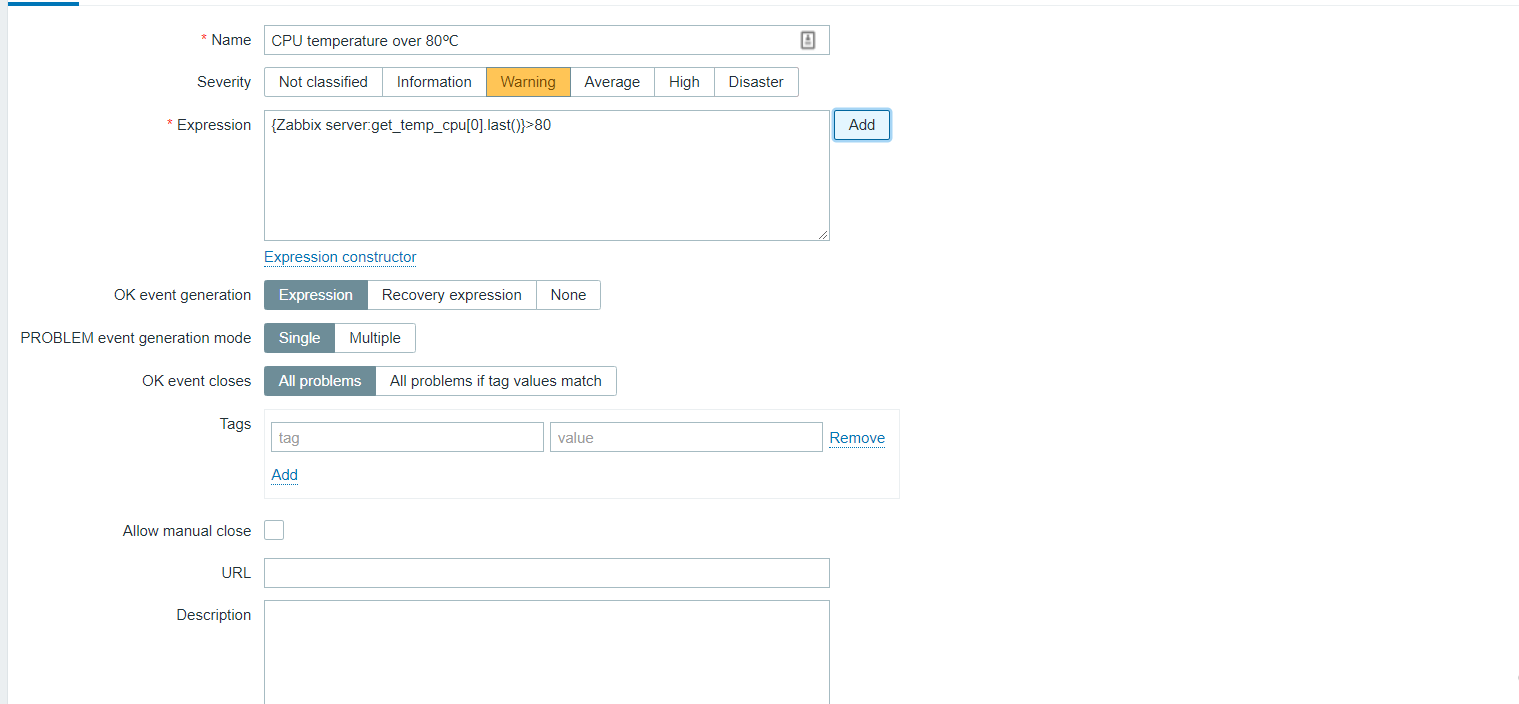 * Name CPU temperature over 80ºC
Severity Not classified Information Warning Average High Disaster
* Expression {Zabbix server:get_temp_cpu[0].last()}>80 Add
Expression constructor
OK event generation Expression Recovery expression None
PROBLEM event generation mode Single Multiple
OK event closes All problems All problems if tag values match
Tags tag value Remove
Add
Allow manual close
URL
Description